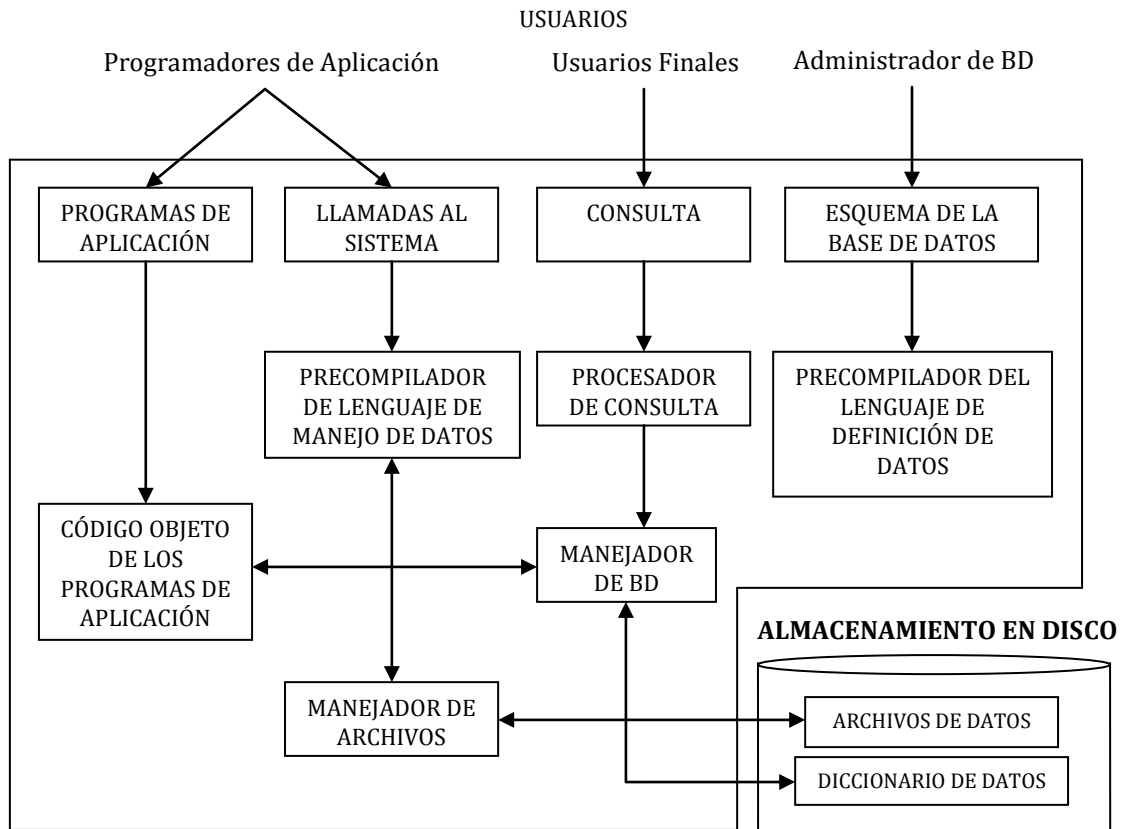 USUARIOS
Programadores de Aplicación
Usuarios Finales
Administrador de BD
PROGRAMAS DE
APLICACIÓN
LLAMADAS AL
SISTEMA
CONSULTA
ESQUEMA DE LA
BASE DE DATOS
PRECOMPILADOR
DE LENGUAJE DE
MANEJO DE DATOS
PROCESADOR
DE CONSULTA
PRECOMPILADOR DEL
LENGUAJE DE
DEFINICIÓN DE
DATOS
CÓDIGO OBJETO
DE LOS
PROGRAMAS DE
APLICACIÓN
MANEJADOR
DE BD
ALMACENAMIENTO EN DISCO
MANEJADOR DE
ARCHIVOS
ARCHIVOS DE DATOS
DICCIONARIO DE DATOS